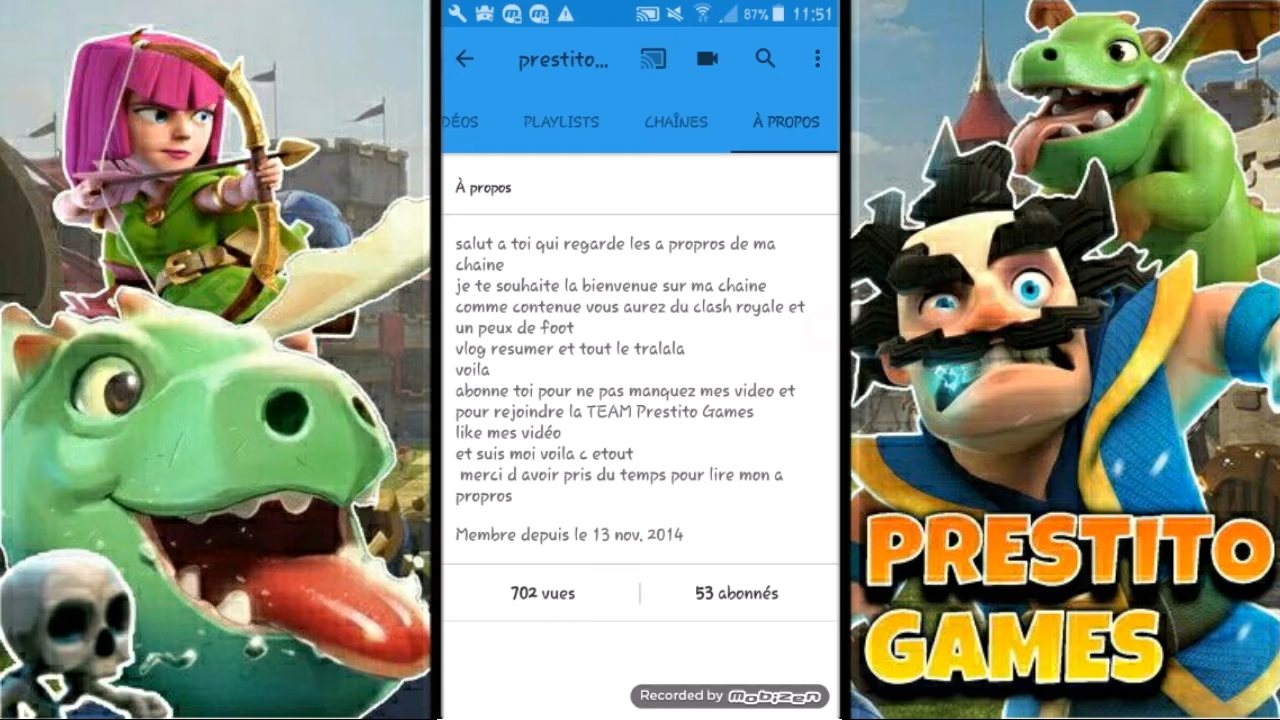 87% 11:51
prestito...
DÉOS PLAYLISTS CHAÎNES À PROPOS
À propos
salut a toi qui regarde les a propros de ma
chaine
je te souhaite la bienvenue sur ma chaine
comme contenue vous aurez du clash royale et
un peux de foot
vlog resumer et tout le tralala
voila
abonne toi pour ne pas manquez mes video et
pour rejoindre la TEAM Prestito Games
like mes vidéo
et suis moi voila c etout
merci d avoir pris du temps pour lire mon a
propros
Membre depuis le 13 nov. 2014
702 vues 53 abonnés
Recorded by mobizen
PRESTITO
GAMES